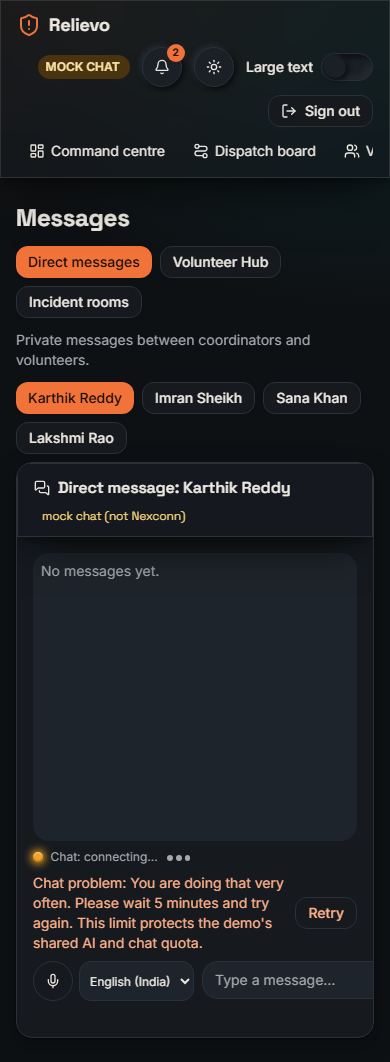 Relievo
MOCK CHAT
2
Large text
Sign out
Command centre
Dispatch board
V
Messages
Direct messages
Volunteer Hub
Incident rooms
Private messages between coordinators and
volunteers.
Karthik Reddy
Imran Sheikh
Sana Khan
Lakshmi Rao
Direct message: Karthik Reddy
mock chat (not Nexconn)
No messages yet.
Chat: connecting...
Chat problem: You are doing that very
often. Please wait 5 minutes and try
again. This limit protects the demo's
shared AI and chat quota.
Retry
English (India)
Type a message...